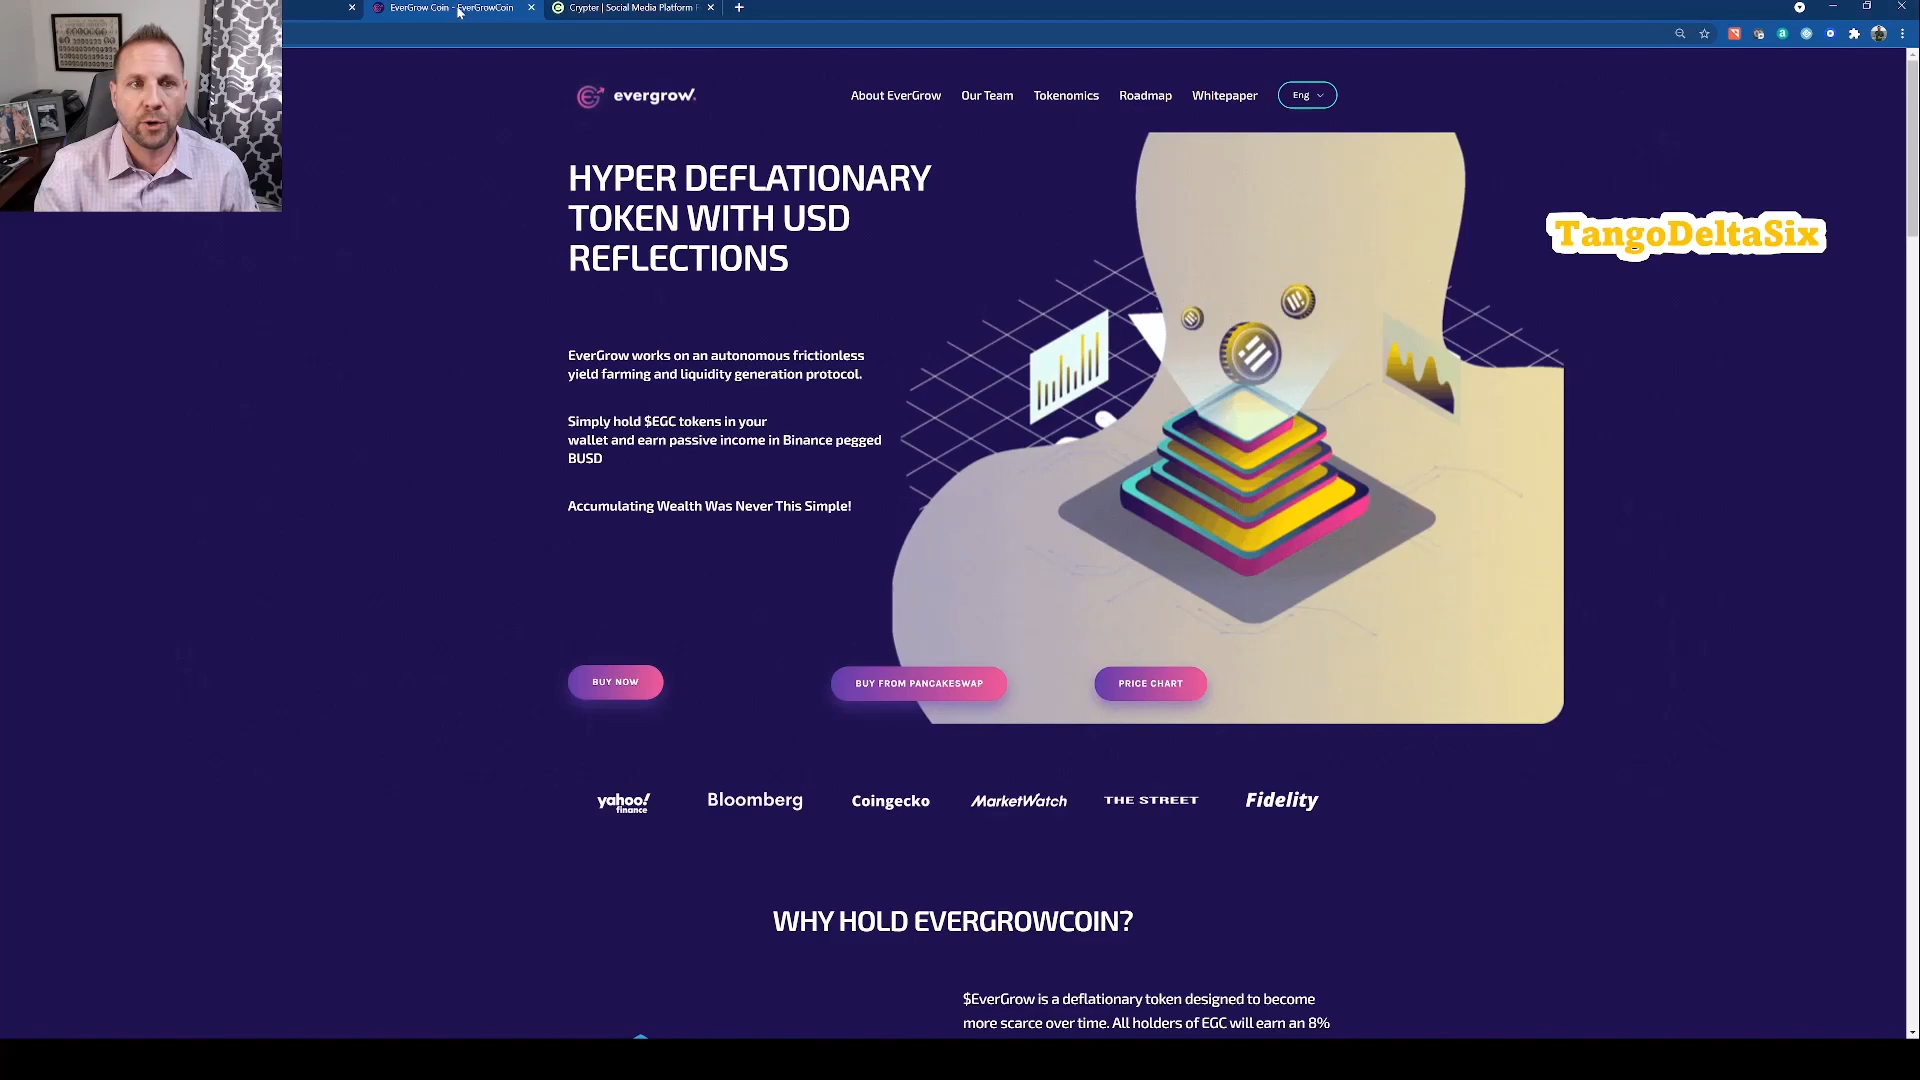 EverGrow Coin - EverGrowCoin
Crypter | Social Media Platform F
evergrow.
About EverGrow
Our Team
Tokenomics
Roadmap
Whitepaper
Eng
HYPER DEFLATIONARY
TOKEN WITH USD
REFLECTIONS
TangoDeltaSix
EverGrow works on an autonomous frictionless
yield farming and liquidity generation protocol.
Simply hold $EGC tokens in your
wallet and earn passive income in Binance pegged
BUSD
Accumulating Wealth Was Never This Simple!
BUY NOW
BUY FROM PANCAKESWAP
PRICE CHART
yahoo!
finance
Bloomberg
Coingecko
MarketWatch
THE STREET
Fidelity
WHY HOLD EVERGROWCOIN?
$EverGrow is a deflationary token designed to become
more scarce over time. All holders of EGC will earn an 8%